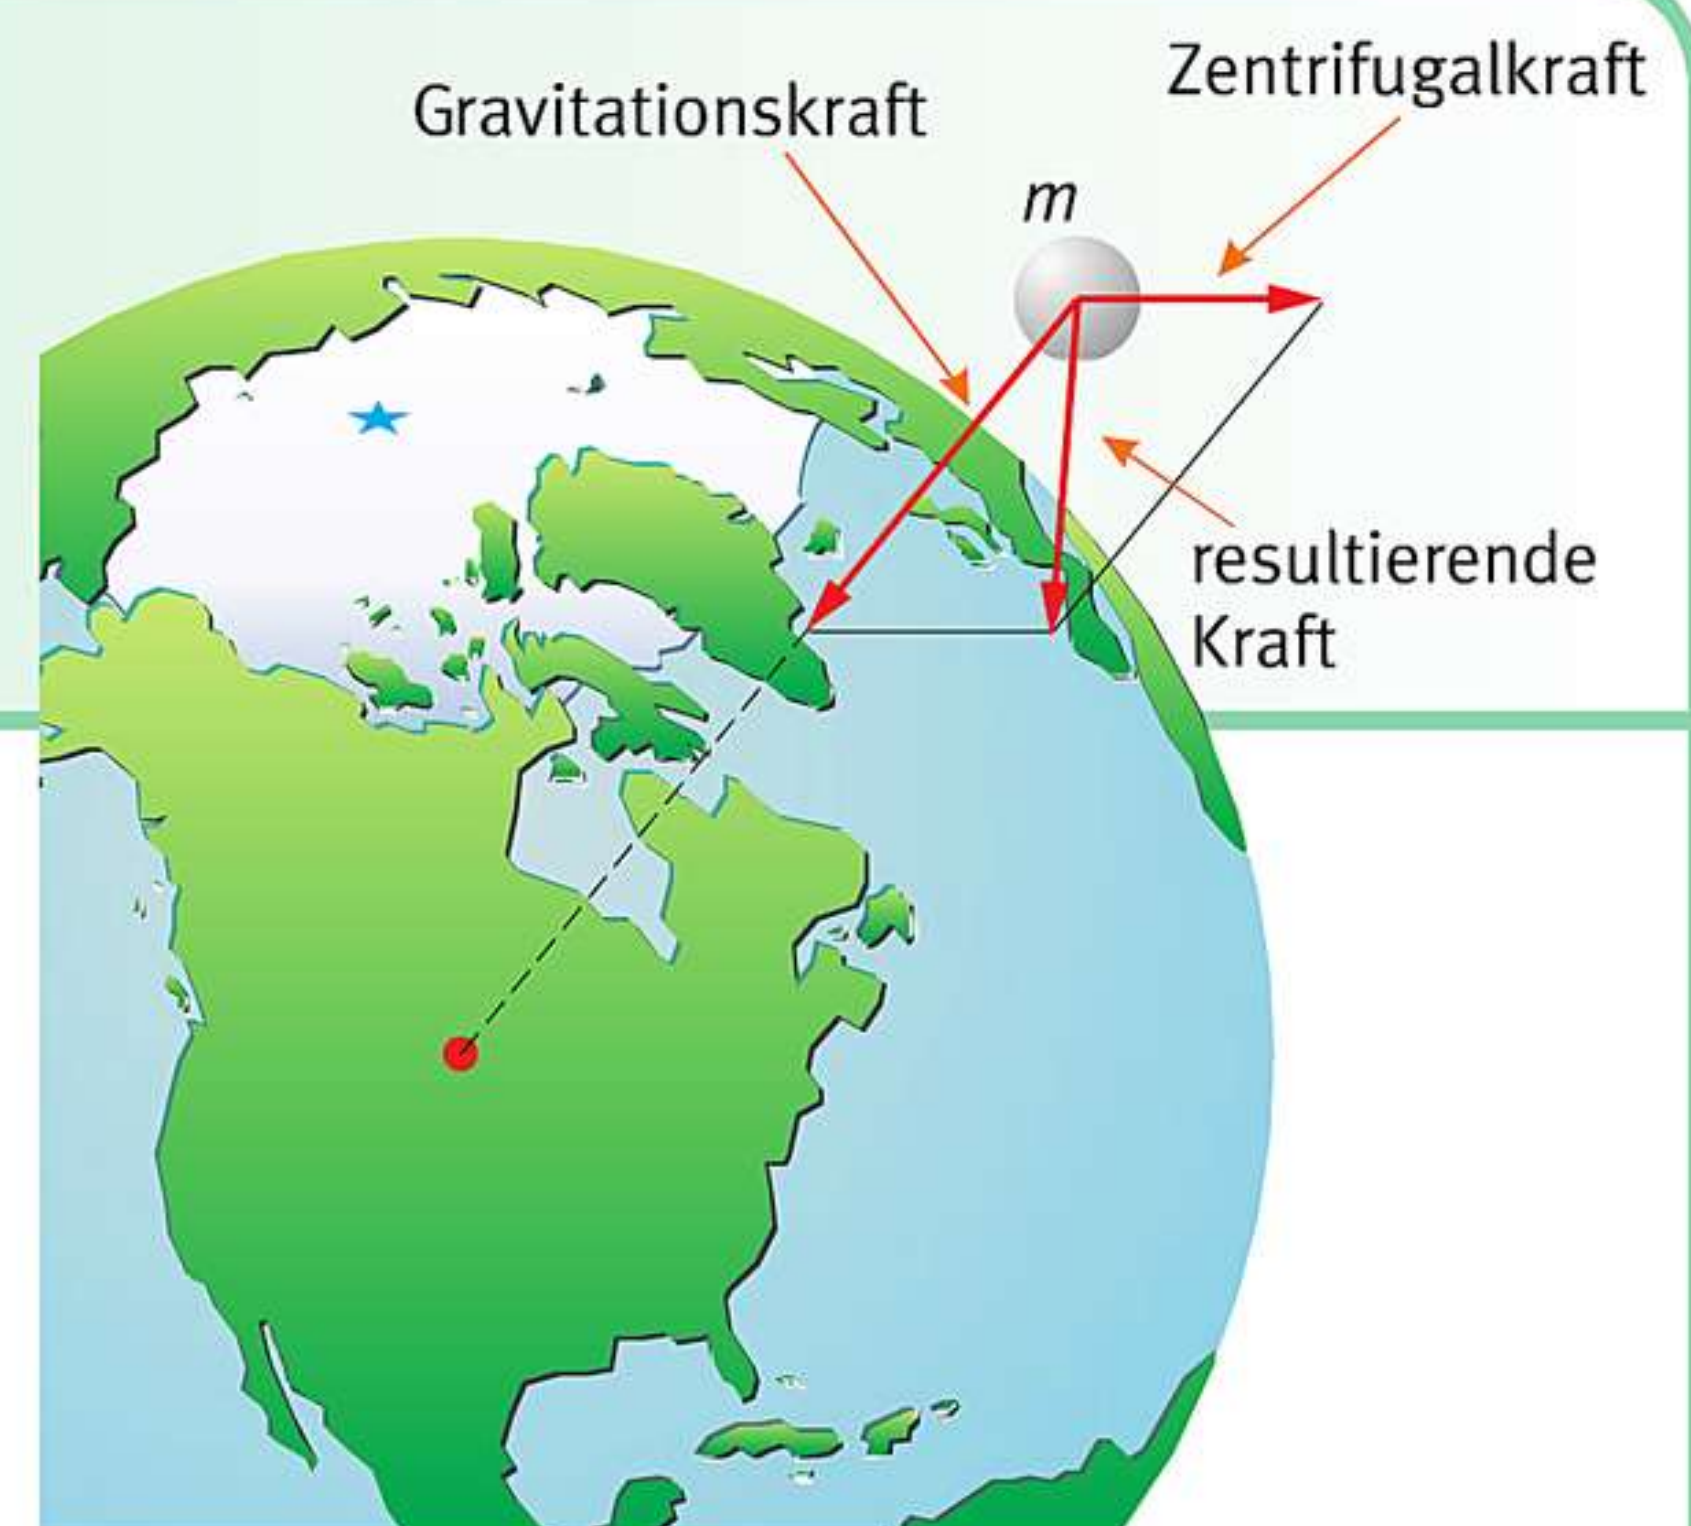 Zentrifugalkraft
Gravitationskraft
m
resultierende
Kraft